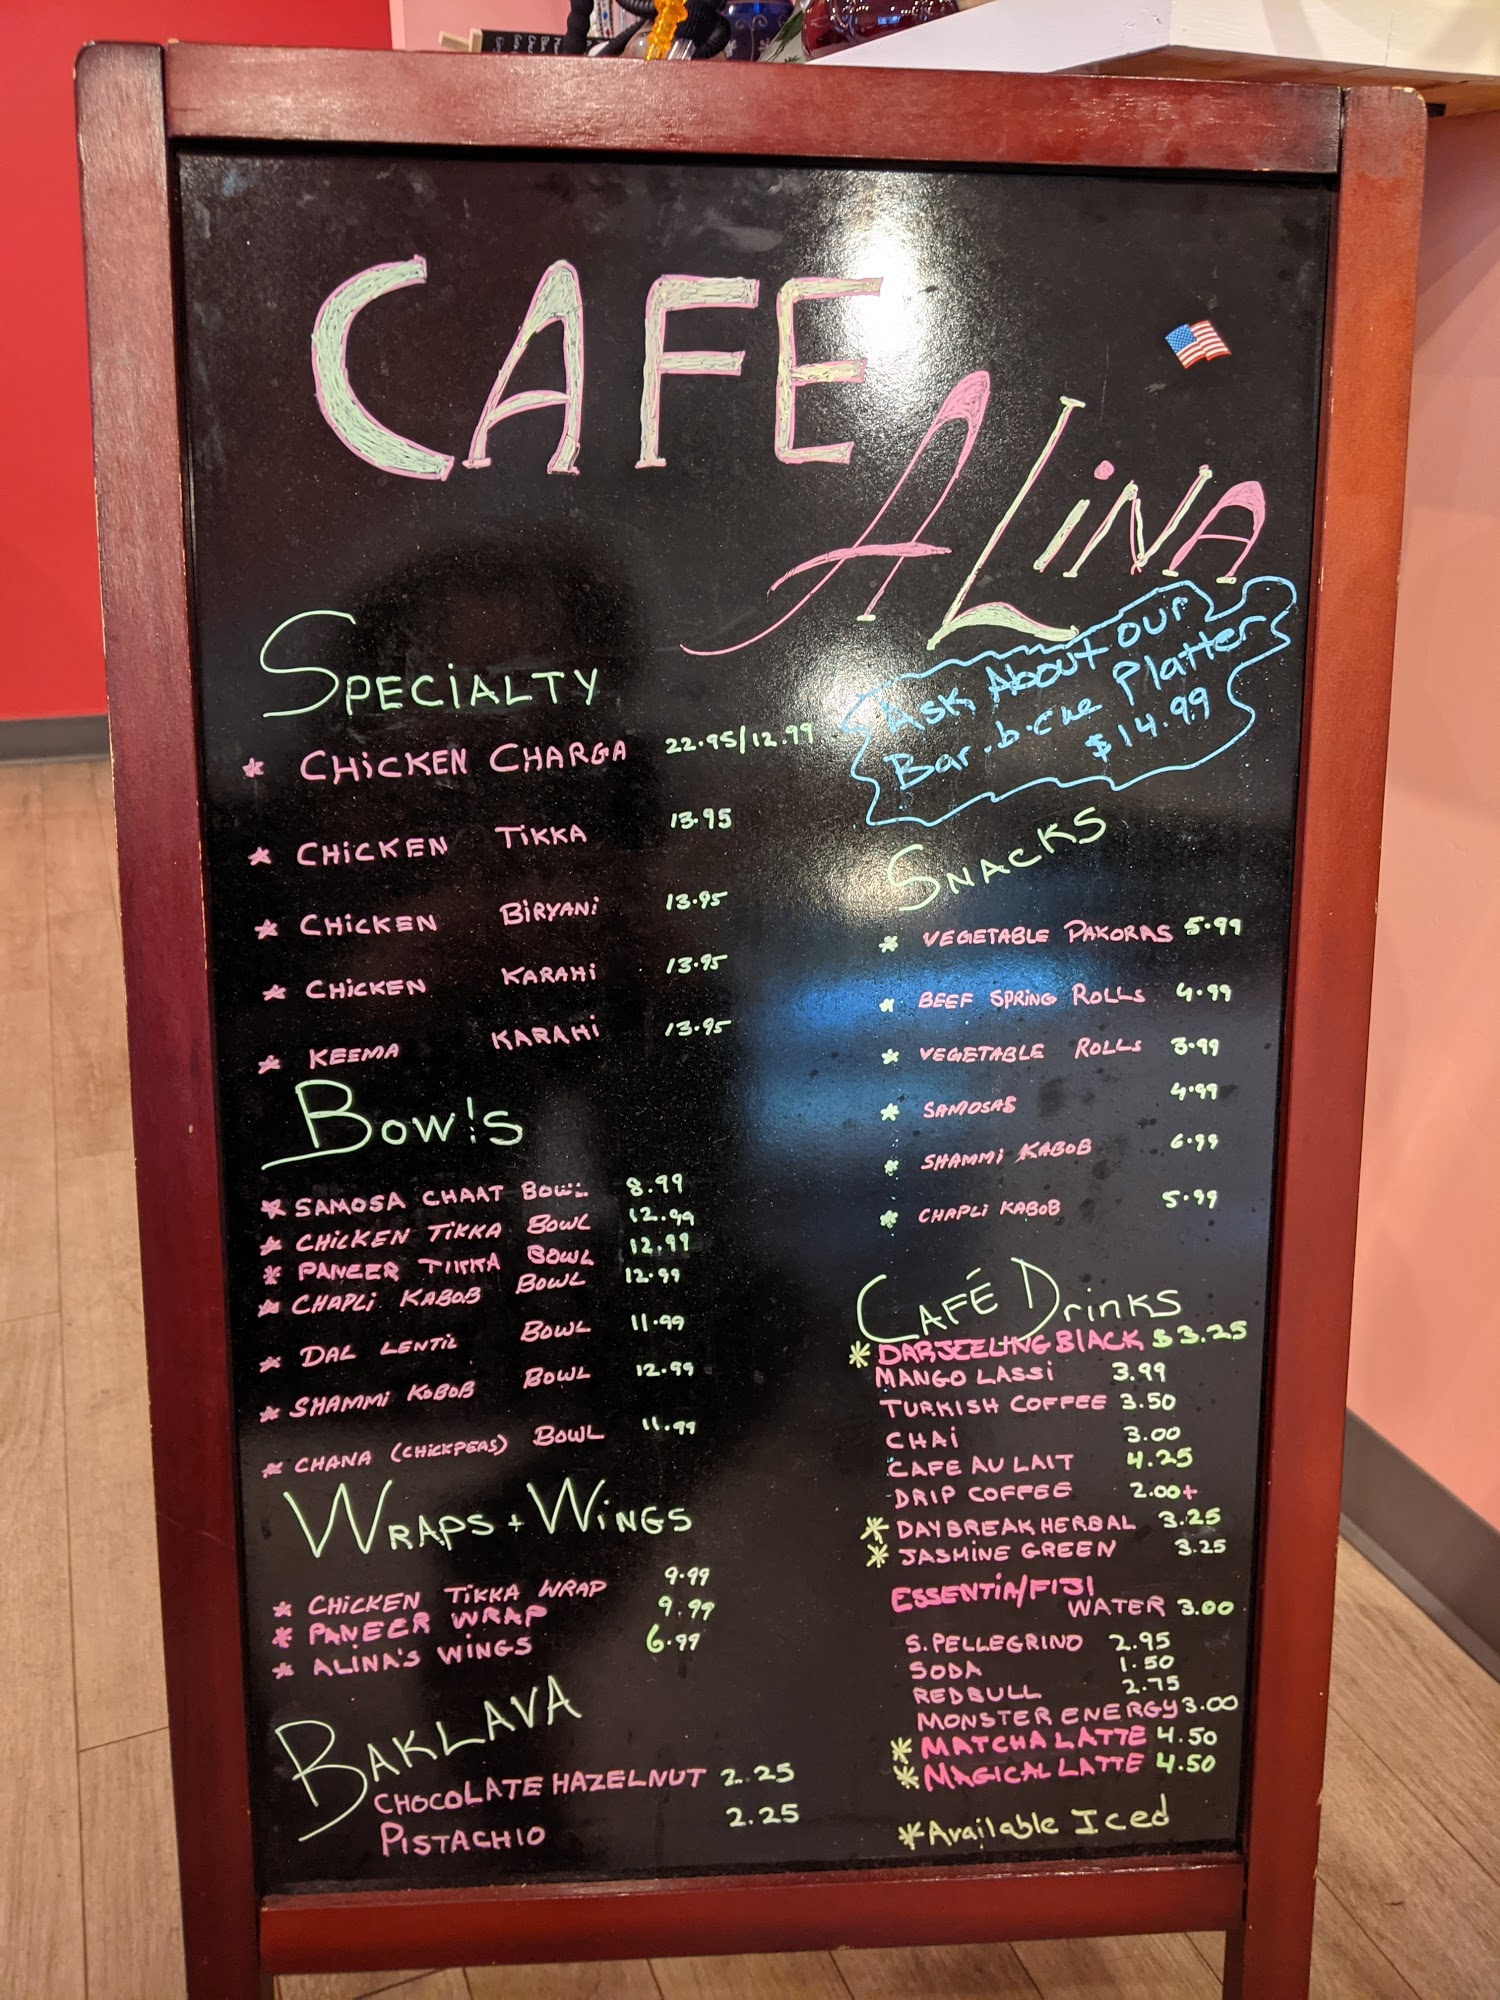 CAFE
ALiNA
Ask About our
Bar.b.cue Platter
$14.99
SPECiALTY
* CHiCKEN CHARGA 22.95/12.99
* CHiCKEN TiKKA 13.95
* CHiCKEN BiRYANi 13.95
* CHiCKEN KARAHi 13.95
* KEEMA KARAHi 13.95
Bowls
* SAMOSA CHAAT BOWL 8.99
* CHiCKEN TiKKA BOWL 12.99
* PANEER TIKKA BOWL 12.99
* CHAPLi KABOB BOWL 12.99
* DAL LENTiL BOWL 11.99
* SHAMMi KoBOB BOWL 12.99
* CHANA (CHiCKPEAS) BOWL 11.99
WRAPS + WiNGS
* CHiCKEN TiKKA WRAP 9.99
* PANEER WRAP 9.99
* ALiNA'S WiNGS 6.99
BAKLAVA
CHOCOLATE HAZELNUT 2.25
PISTACHIO 2.25
SNACKS
* VEGETABLE PAKORAS 5.99
* BEEF SPRiNG ROLLS 4.99
* VEGETABLE ROLLS 3.99
* SAMOSAS 4.99
* SHAMMi KABOB 6.99
* CHAPLi KABOB 5.99
CAFÉ DrinKS
* DARJEELING BLACK $3.25
MANGO LASSi 3.99
TURKISH COFFEE 3.50
CHAi 3.00
CAFE AU LAIT 4.25
DRIP COFFEE 2.00+
* DAYBREAK HERBAL 3.25
* JASMINE GREEN 3.25
ESSENTiA/FIJI
WATER 3.00
S.PELLEGRINO 2.95
SODA 1.50
REDBULL 2.75
MONSTER ENERGY 3.00
* MATCHA LATTE 4.50
* MAGICAL LATTE 4.50
* Available Iced